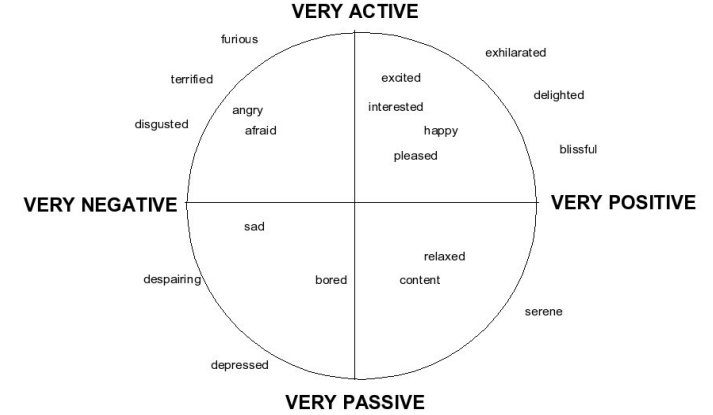 VERY ACTIVE
furious
exhilarated
terrified
excited
delighted
angry
interested
disgusted
afraid
happy
blissful
pleased
VERY NEGATIVE
VERY POSITIVE
sad
relaxed
despairing
bored
content
serene
depressed
VERY PASSIVE